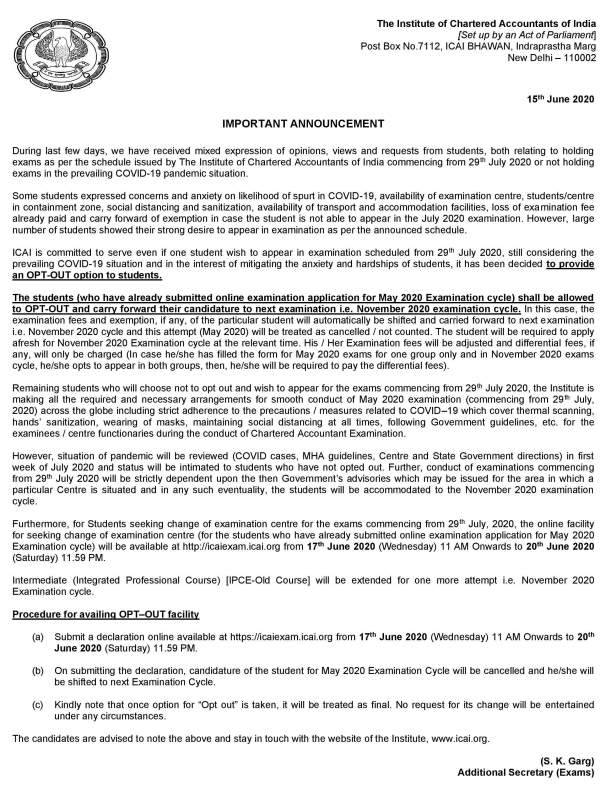 The Institute of Chartered Accountants of India
[Set up by an Act of Parliament]
Post Box No.7112, ICAI BHAWAN, Indraprastha Marg
New Delhi – 110002
15th June 2020
IMPORTANT ANNOUNCEMENT
During last few days, we have received mixed expression of opinions, views and requests from students, both relating to holding
exams as per the schedule issued by The Institute of Chartered Accountants of India commencing from 29th July 2020 or not holding
exams in the prevailing COVID-19 pandemic situation.
Some students expressed concerns and anxiety on likelihood of spurt in COVID-19, availability of examination centre, students/centre
in containment zone, social distancing and sanitization, availability of transport and accommodation facilities, loss of examination fee
already paid and carry forward of exemption in case the student is not able to appear in the July 2020 examination. However, large
number of students showed their strong desire to appear in examination as per the announced schedule.
ICAI is committed to serve even if one student wish to appear in examination scheduled from 29th July 2020, still considering the
prevailing COVID-19 situation and in the interest of mitigating the anxiety and hardships of students, it has been decided to provide
an OPT-OUT option to students.
The students (who have already submitted online examination application for May 2020 Examination cycle) shall be allowed
to OPT-OUT and carry forward their candidature to next examination i.e. November 2020 examination cycle. In this case, the
examination fees and exemption, if any, of the particular student will automatically be shifted and carried forward to next examination
i.e. November 2020 cycle and this attempt (May 2020) will be treated as cancelled / not counted. The student will be required to apply
afresh for November 2020 Examination cycle at the relevant time. His / Her Examination fees will be adjusted and differential fees, if
any, will only be charged (In case he/she has filled the form for May 2020 exams for one group only and in November 2020 exams
cycle, he/she opts to appear in both groups, then, he/she will be required to pay the differential fees).
Remaining students who will choose not to opt out and wish to appear for the exams commencing from 29th July 2020, the Institute is
making all the required and necessary arrangements for smooth conduct of May 2020 examination (commencing from 29th July,
2020) across the globe including strict adherence to the precautions / measures related to COVID–19 which cover thermal scanning,
hands' sanitization, wearing of masks, maintaining social distancing at all times, following Government guidelines, etc. for the
examinees / centre functionaries during the conduct of Chartered Accountant Examination.
However, situation of pandemic will be reviewed (COVID cases, MHA guidelines, Centre and State Government directions) in first
week of July 2020 and status will be intimated to students who have not opted out. Further, conduct of examinations commencing
from 29th July 2020 will be strictly dependent upon the then Government's advisories which may be issued for the area in which a
particular Centre is situated and in any such eventuality, the students will be accommodated to the November 2020 examination
cycle.
Furthermore, for Students seeking change of examination centre for the exams commencing from 29th July, 2020, the online facility
for seeking change of examination centre (for the students who have already submitted online examination application for May 2020
Examination cycle) will be available at http://icaiexam.icai.org from 17th June 2020 (Wednesday) 11 AM Onwards to 20th June 2020
(Saturday) 11.59 PM.
Intermediate (Integrated Professional Course) [IPCE-Old Course] will be extended for one more attempt i.e. November 2020
Examination cycle.
Procedure for availing OPT–OUT facility
(a) Submit a declaration online available at https://icaiexam.icai.org from 17th June 2020 (Wednesday) 11 AM Onwards to 20th
June 2020 (Saturday) 11.59 PM.
(b) On submitting the declaration, candidature of the student for May 2020 Examination Cycle will be cancelled and he/she will
be shifted to next Examination Cycle.
(c) Kindly note that once option for “Opt out” is taken, it will be treated as final. No request for its change will be entertained
under any circumstances.
The candidates are advised to note the above and stay in touch with the website of the Institute, www.icai.org.
(S. K. Garg)
Additional Secretary (Exams)